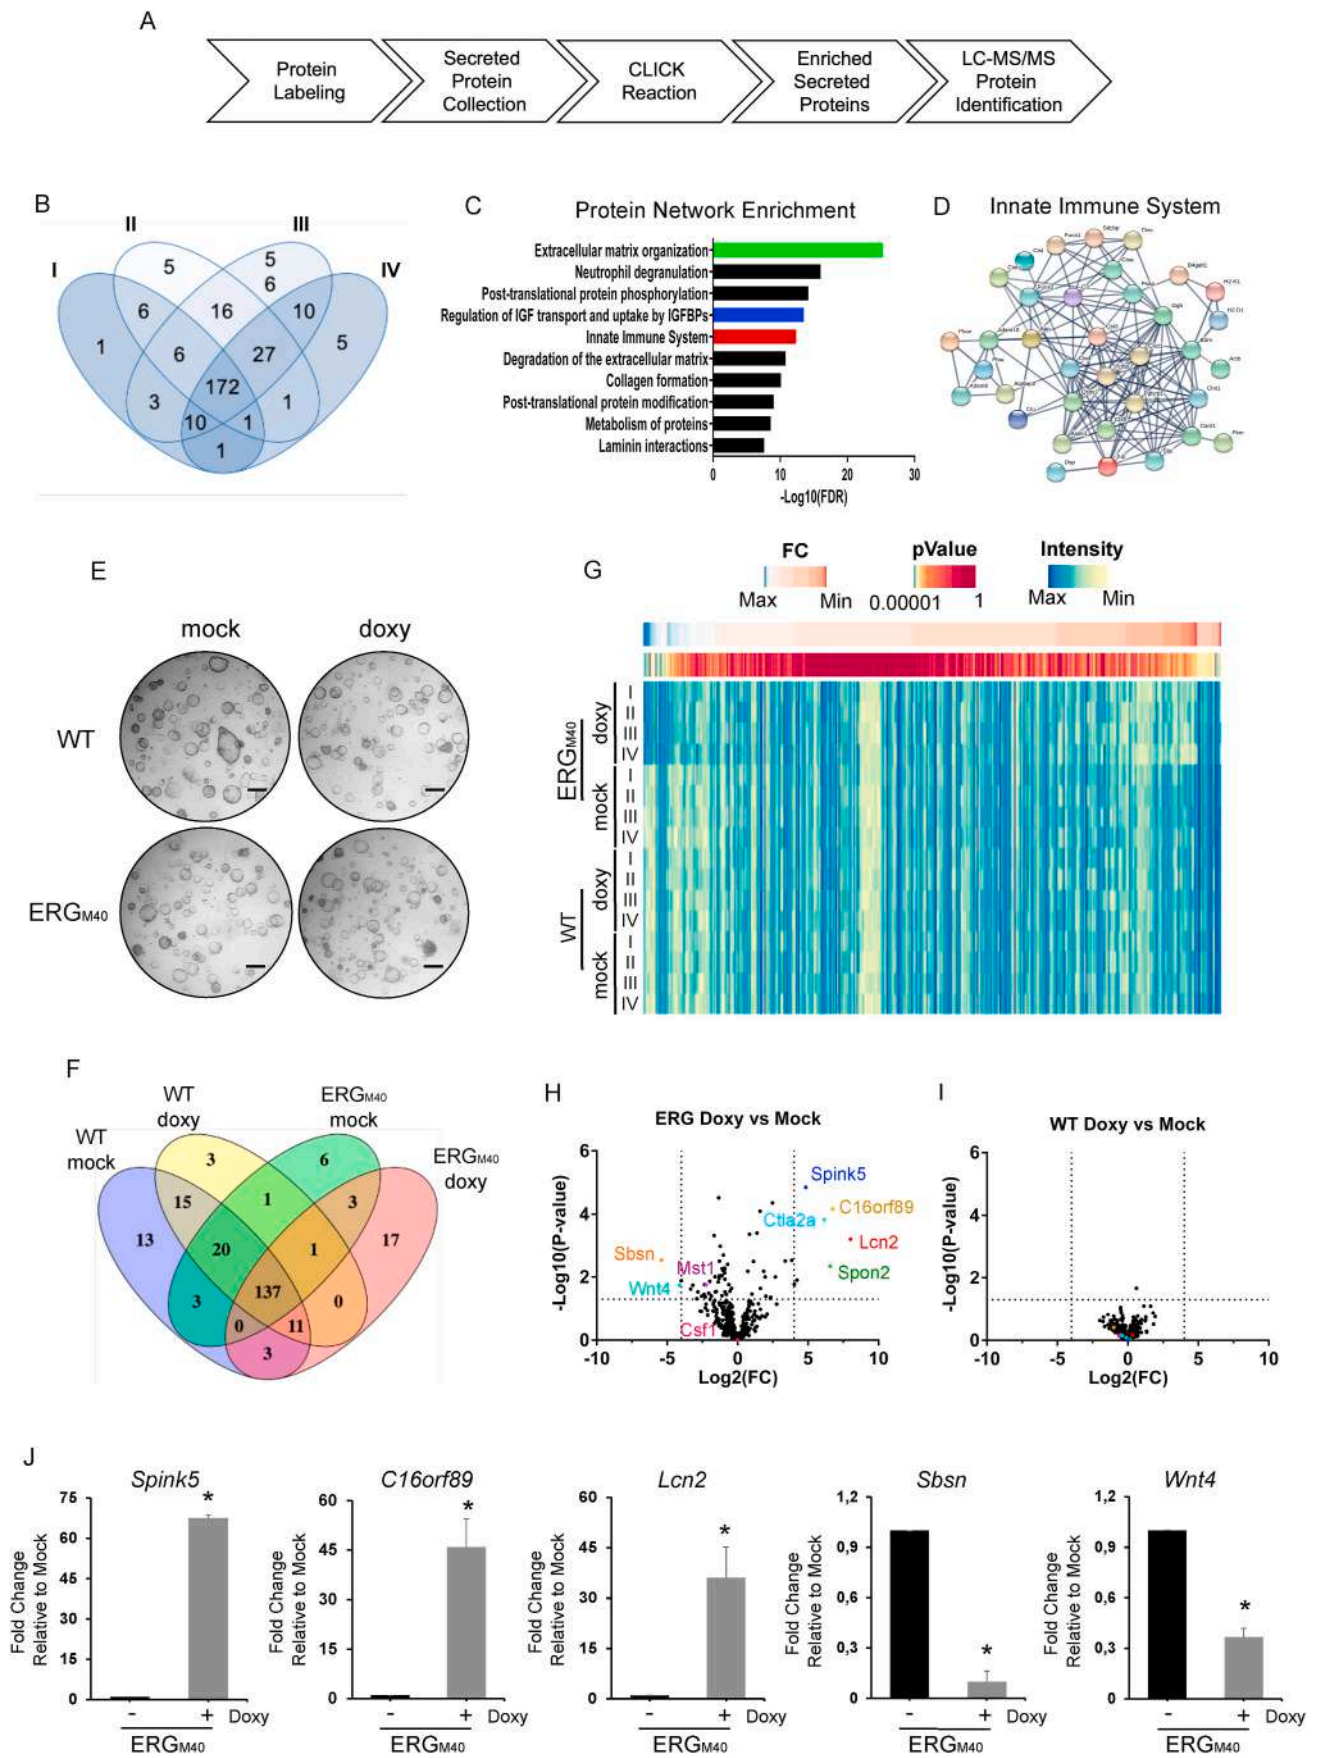 A
Protein
Labeling
Secreted
Protein
Collection
CLICK
Reaction
Enriched
Secreted
Proteins
LC-MS/MS
Protein
Identification
B
I
II
III
IV
5
5
6
6
16
10
1
6
27
5
172
3
10
1
1
1
C
Protein Network Enrichment
Extracellular matrix organization
Neutrophil degranulation
Post-translational protein phosphorylation
Regulation of IGF transport and uptake by IGFBPs
Innate Immune System
Degradation of the extracellular matrix
Collagen formation
Post-translational protein modification
Metabolism of proteins
Laminin interactions
0
10
20
30
-Log10(FDR)
D
Innate Immune System
E
mock
doxy
WT
ERGM40
G
FC
Max
Min
pValue
0.00001
1
Intensity
Max
Min
ERGM40
doxy
I
II
III
IV
mock
I
II
III
IV
WT
doxy
I
II
III
IV
mock
I
II
III
IV
F
WT
mock
WT
doxy
ERGM40
mock
ERGM40
doxy
3
6
15
1
3
13
20
1
17
137
3
0
0
11
3
H
ERG Doxy vs Mock
-Log10(P-value)
6
4
2
0
-10
-5
0
5
10
Log2(FC)
Spink5
C16orf89
Ctla2a
Lcn2
Spon2
Sbsn
Mst1
Wnt4
Csf1
I
WT Doxy vs Mock
-Log10(P-value)
6
4
2
0
-10
-5
0
5
10
Log2(FC)
J
Spink5
Fold Change
Relative to Mock
75
60
45
30
15
0
*
- + Doxy
ERGM40
C16orf89
Fold Change
Relative to Mock
60
45
30
15
0
*
- + Doxy
ERGM40
Lcn2
Fold Change
Relative to Mock
60
45
30
15
0
*
- + Doxy
ERGM40
Sbsn
Fold Change
Relative to Mock
1,2
0,9
0,6
0,3
0
*
- + Doxy
ERGM40
Wnt4
Fold Change
Relative to Mock
1,2
0,9
0,6
0,3
0
*
- + Doxy
ERGM40